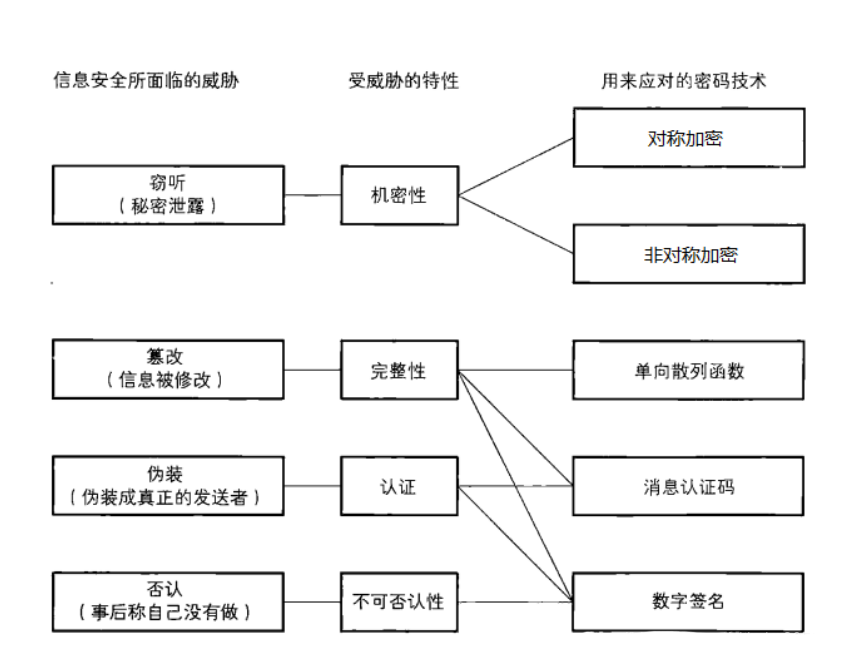 信息安全所面临的威胁 受威胁的特性 用来应对的密码技术
对称加密
窃听
（秘密泄露）
机密性
非对称加密
篡改
（信息被修改）
完整性
单向散列函数
伪装
（伪装成真正的发送者）
认证
消息认证码
否认
（事后称自己没有做）
不可否认性
数字签名